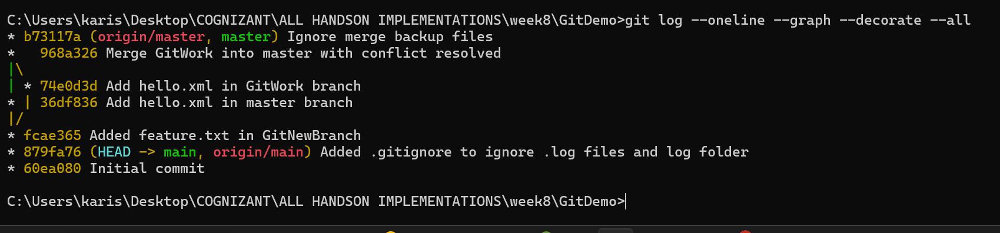 C:\Users\karis\Desktop\COGNIZANT\ALL HANDSON IMPLEMENTATIONS\week8\GitDemo>git log --oneline --graph --decorate --all
* b73117a (origin/master, master) Ignore merge backup files
*   968a326 Merge GitWork into master with conflict resolved
|\
| * 74e0d3d Add hello.xml in GitWork branch
* | 36df836 Add hello.xml in master branch
|/
* fcae365 Added feature.txt in GitNewBranch
* 879fa76 (HEAD -> main, origin/main) Added .gitignore to ignore .log files and log folder
* 60ea080 Initial commit
C:\Users\karis\Desktop\COGNIZANT\ALL HANDSON IMPLEMENTATIONS\week8\GitDemo>